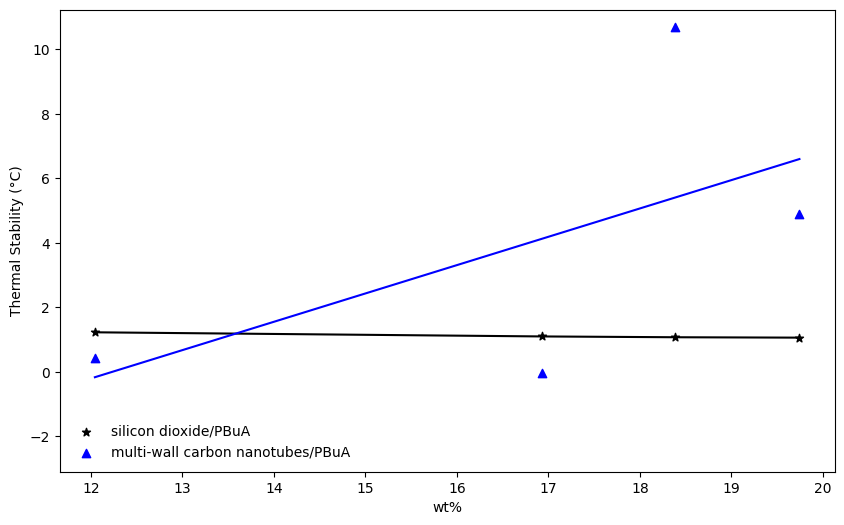 10
8
6
4
2
0
−2
Thermal Stability (°C)
silicon dioxide/PBuA
multi-wall carbon nanotubes/PBuA
12 13 14 15 16 17 18 19 20
wt%